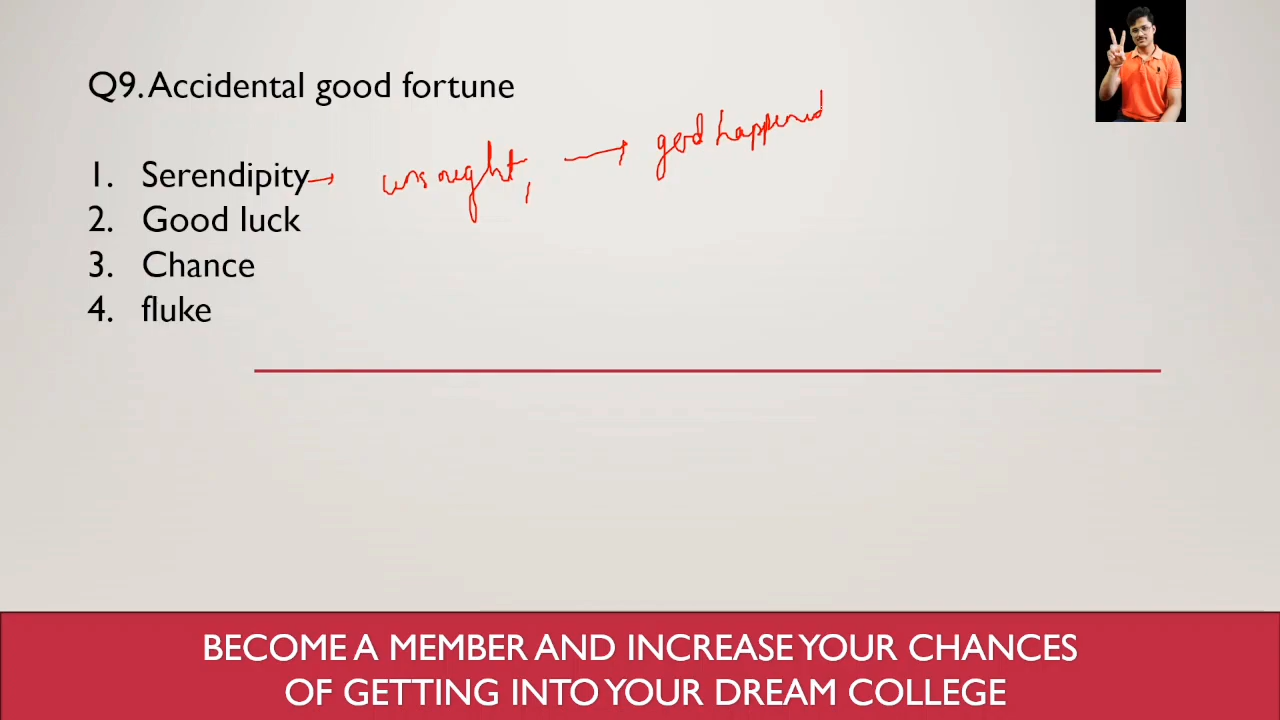 Q9. Accidental good fortune
1. Serendipity → unsought, → good happened
2. Good luck
3. Chance
4. fluke
BECOME A MEMBER AND INCREASE YOUR CHANCES
OF GETTING INTO YOUR DREAM COLLEGE